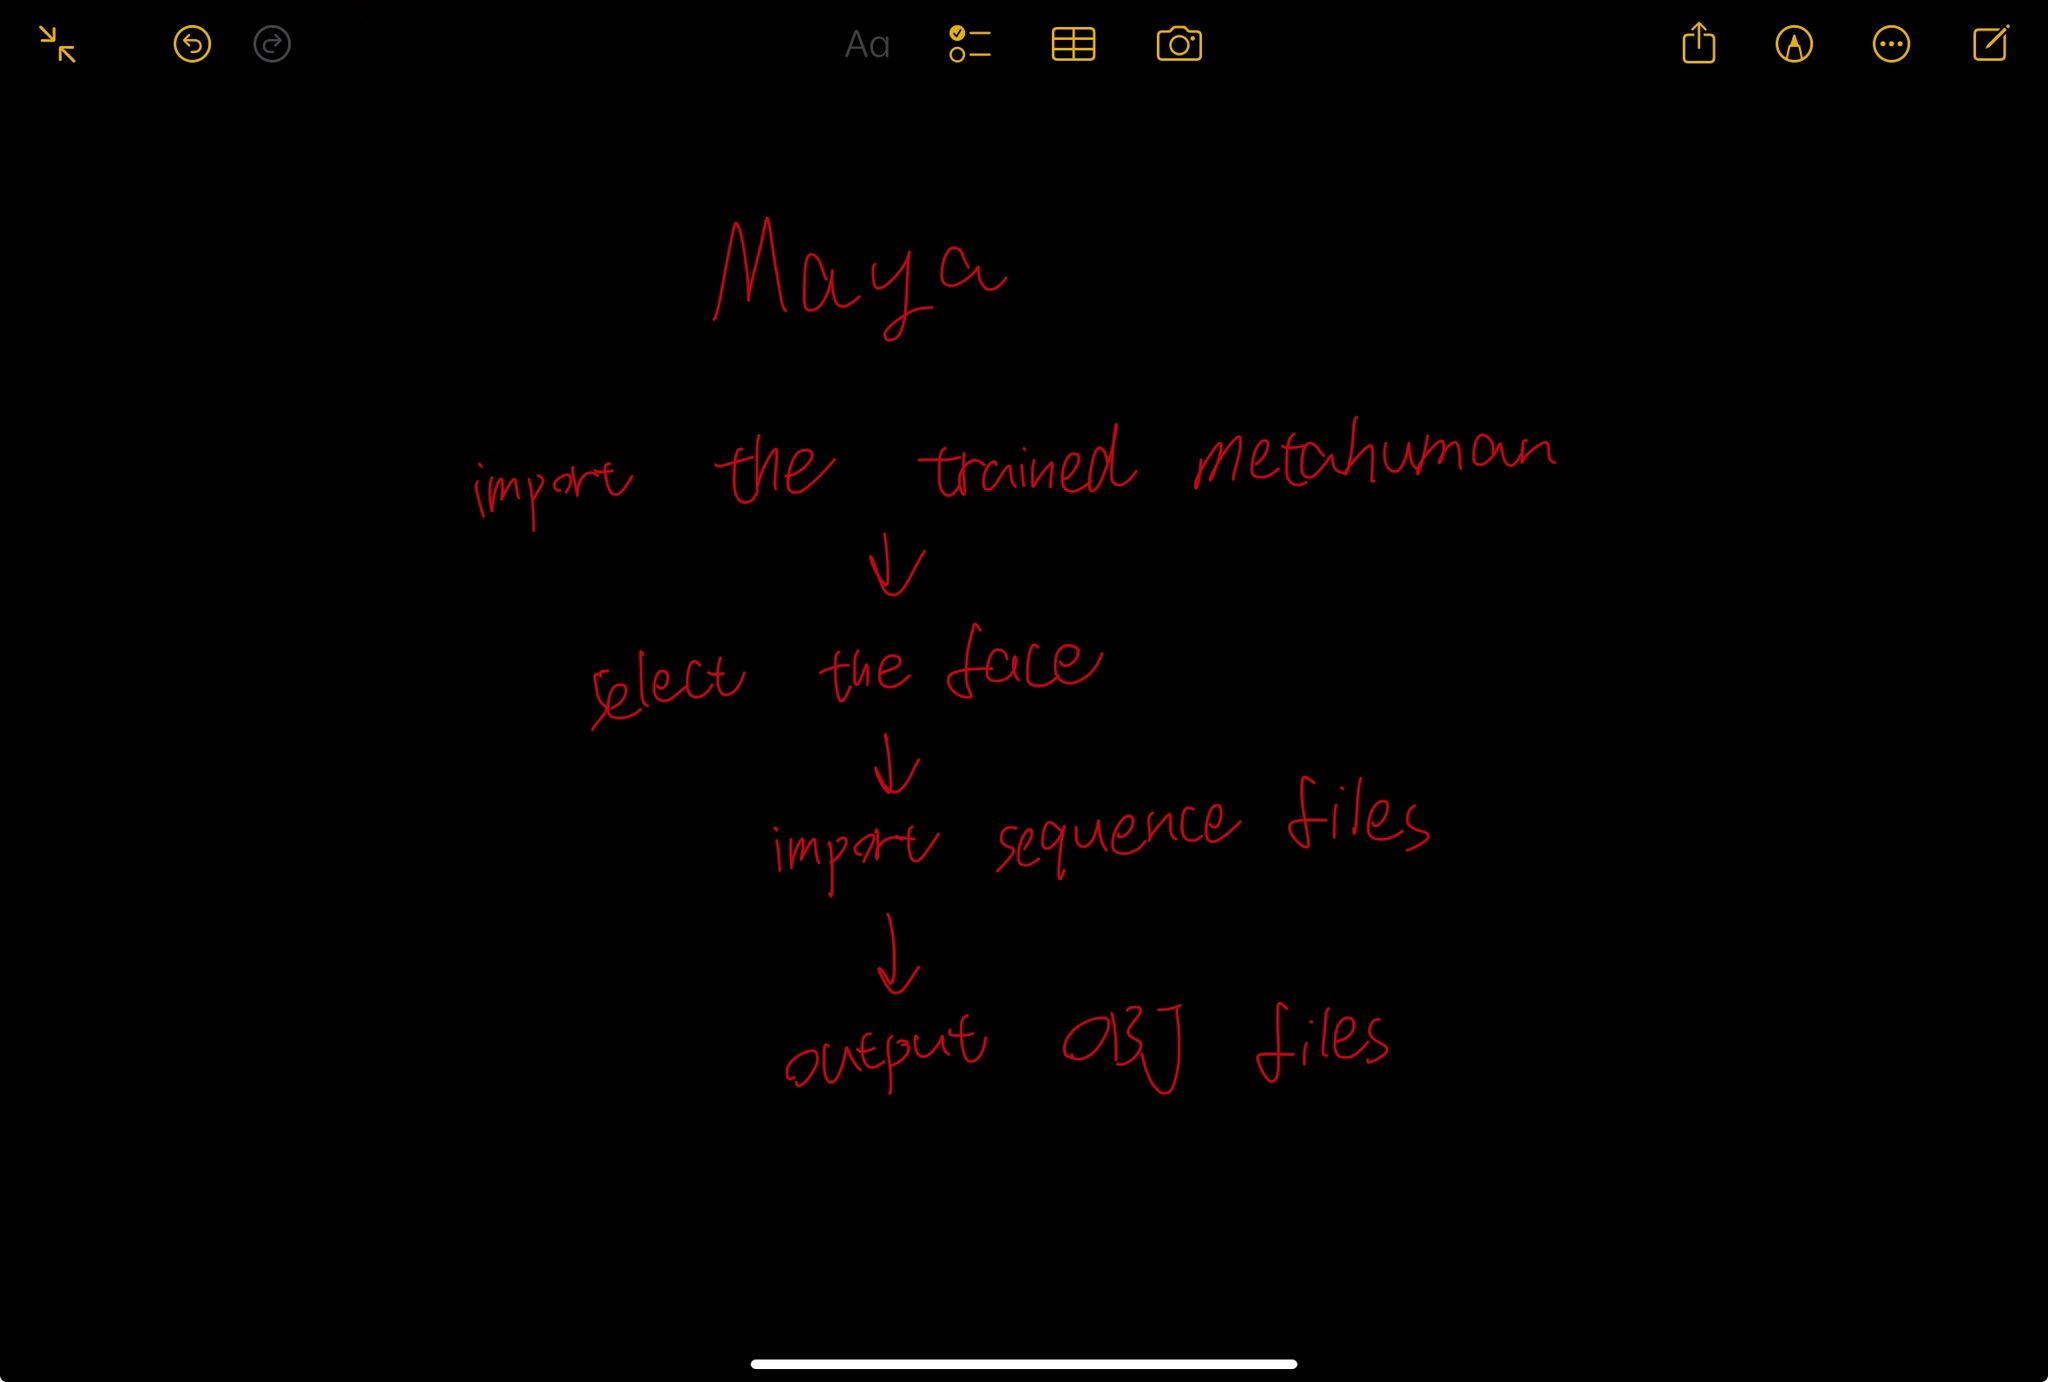 Aa
Maya
import the trained metahuman
↓
select the face
↓
import sequence files
↓
output OBJ files